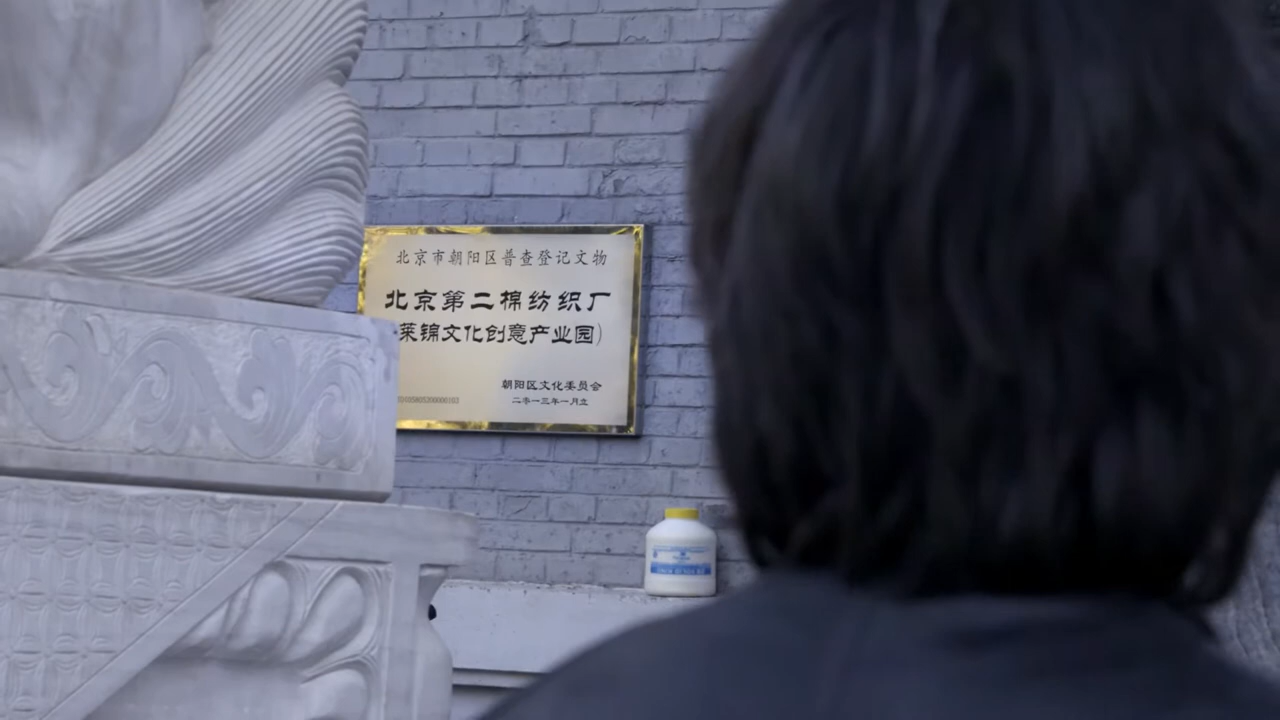 北京市朝阳区普查登记文物
北京第二棉纺织厂
莱锦文化创意产业园）
朝阳区文化委员会
二零一三年一月立